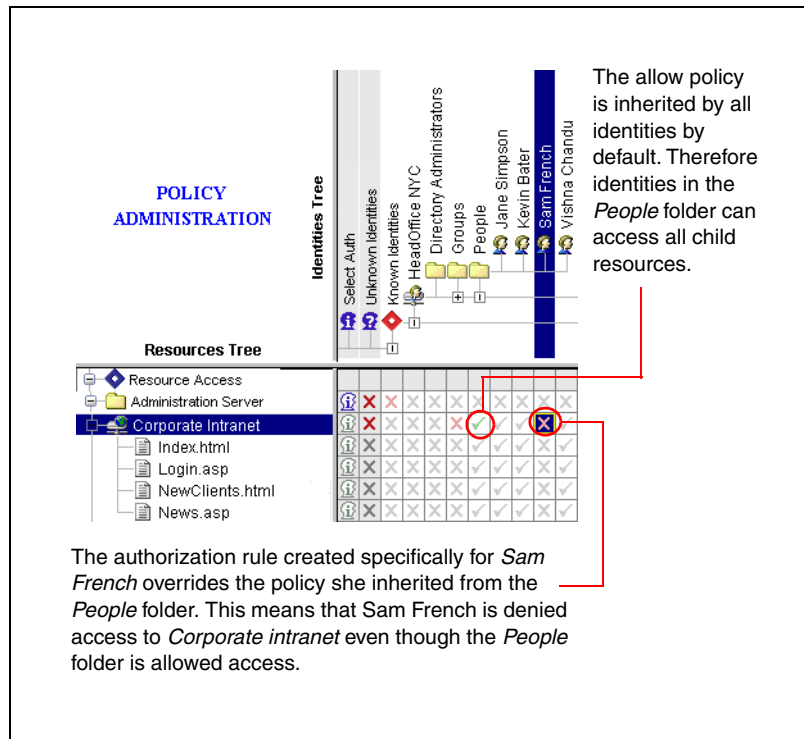 The allow policy
is inherited by all
identities by
default. Therefore
identities in the
People folder can
access all child
resources.
POLICY
ADMINISTRATION
Identities Tree
Select Auth
Unknown Identities
Known Identities
HeadOffice NYC
Directory Administrators
Groups
People
Jane Simpson
Kevin Bater
Sam French
Vishna Chandu
Resources Tree
Resource Access
Administration Server
Corporate Intranet
Index.html
Login.asp
NewClients.html
News.asp
The authorization rule created specifically for Sam
French overrides the policy she inherited from the
People folder. This means that Sam French is denied
access to Corporate intranet even though the People
folder is allowed access.